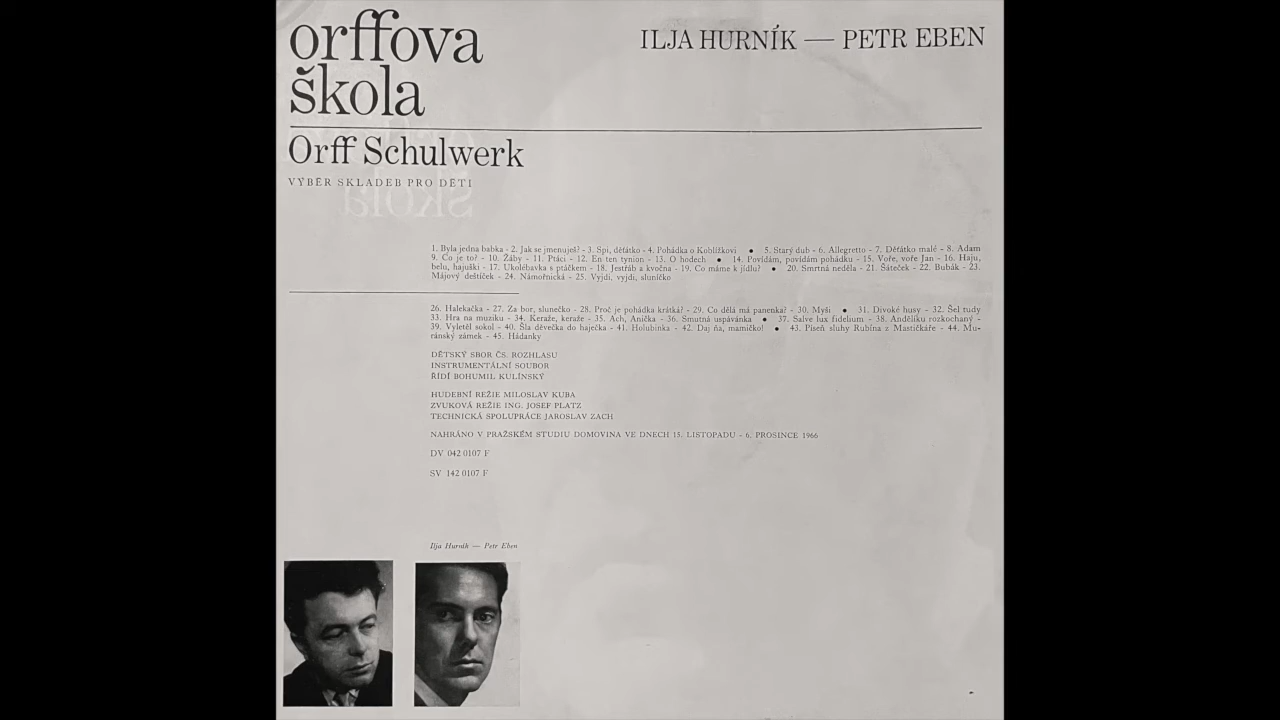 orffova
škola
ILJA HURNÍK — PETR EBEN
Orff Schulwerk
VÝBĚR SKLADEB PRO DĚTI
1. Byla jedna babka - 2. Jak se jmenuješ? - 3. Spi, děťátko - 4. Pohádka o Koblížkovi ● 5. Starý dub - 6. Allegretto - 7. Děťátko malé - 8. Adam
9. Co je to? - 10. Žáby - 11. Ptáci - 12. En ten tynion - 13. O hodech ● 14. Povídám, povídám pohádku - 15. Voře, voře Jan - 16. Haju,
belu, hajuški - 17. Ukolébavka s ptáčkem - 18. Jestřáb a kvočna - 19. Co máme k jídlu? ● 20. Smrtná neděla - 21. Šáteček - 22. Bubák - 23.
Májový deštíček - 24. Námořnická - 25. Vyjdi, vyjdi, sluníčko
26. Halekačka - 27. Za bor, slunečko - 28. Proč je pohádka krátká? - 29. Co dělá má panenka? - 30. Myši ● 31. Divoké husy - 32. Šel tudy
33. Hra na muziku - 34. Keraže, keraže - 35. Ach, Anička - 36. Smutná uspávánka ● 37. Salve lux fidelium - 38. Andělíku rozkochaný -
39. Vyletěl sokol - 40. Šla děvečka do haječka - 41. Holubinka - 42. Daj ňa, mamičko! ● 43. Píseň sluhy Rubína z Mastičkáře - 44. Mu-
ránský zámek - 45. Hádanky
DĚTSKÝ SBOR ČS. ROZHLASU
INSTRUMENTÁLNÍ SOUBOR
ŘÍDÍ BOHUMIL KULÍNSKÝ
HUDEBNÍ REŽIE MILOSLAV KUBA
ZVUKOVÁ REŽIE ING. JOSEF PLATZ
TECHNICKÁ SPOLUPRÁCE JAROSLAV ZACH
NAHRÁNO V PRAŽSKÉM STUDIU DOMOVINA VE DNECH 15. LISTOPADU - 6. PROSINCE 1966
DV 042 0107 F
SV 142 0107 F
Ilja Hurník — Petr Eben